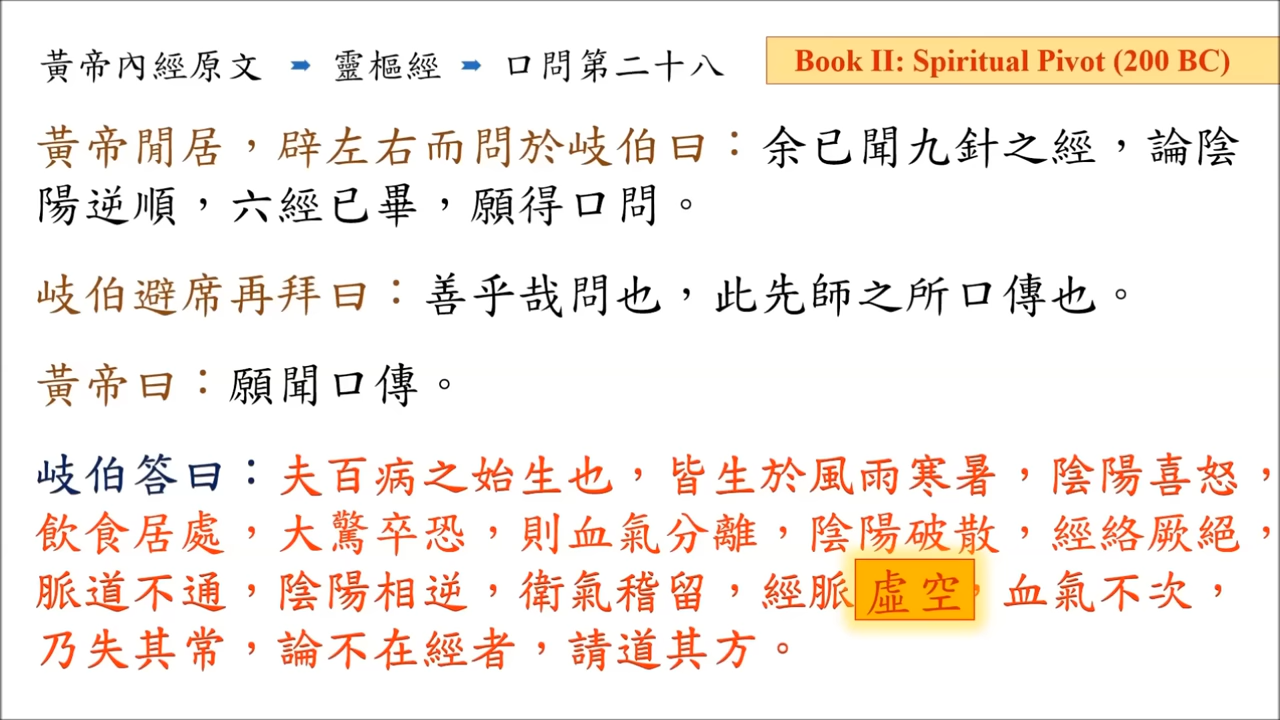 黃帝內經原文 ➨ 靈樞經 ➨ 口問第二十八
Book II: Spiritual Pivot (200 BC)
黃帝閒居，辟左右而問於岐伯曰：余已聞九針之經，論陰
陽逆順，六經已畢，願得口問。
岐伯避席再拜曰：善乎哉問也，此先師之所口傳也。
黃帝曰：願聞口傳。
岐伯答曰：夫百病之始生也，皆生於風雨寒暑，陰陽喜怒，
飲食居處，大驚卒恐，則血氣分離，陰陽破散，經絡厥絕，
脈道不通，陰陽相逆，衛氣稽留，經脈虛空，血氣不次，
乃失其常，論不在經者，請道其方。